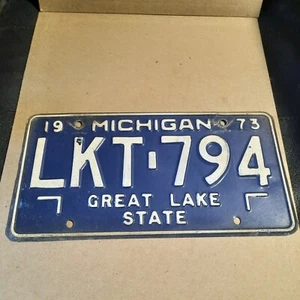 19 MICHIGAN 73
LKT-794
GREAT LAKE
STATE